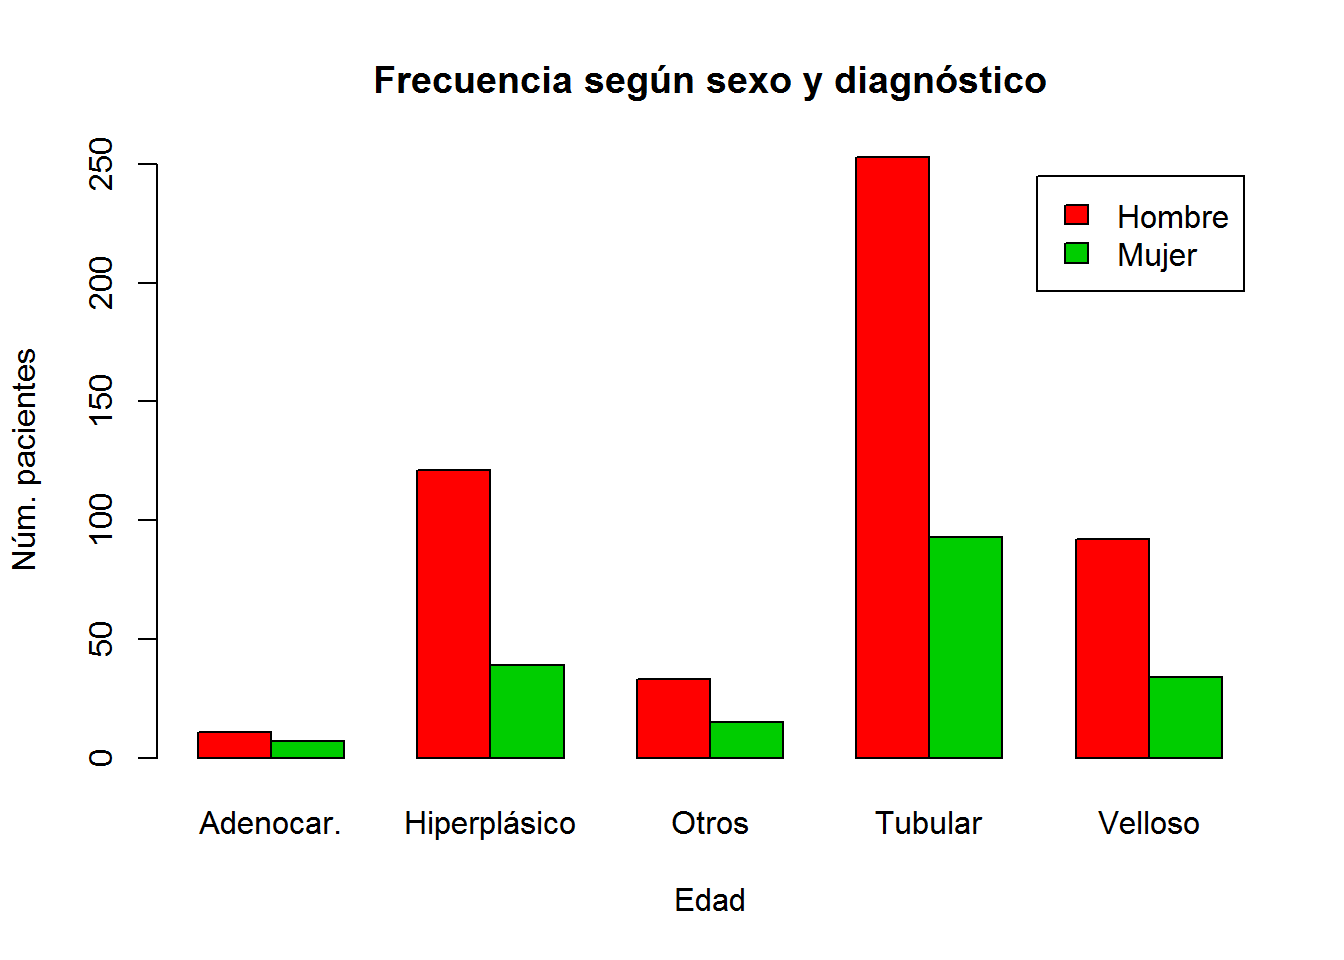 Frecuencia según sexo y diagnóstico
Núm. pacientes
250
200
150
100
50
0
Hombre
Mujer
Adenocar.
Hiperplásico
Otros
Tubular
Velloso
Edad